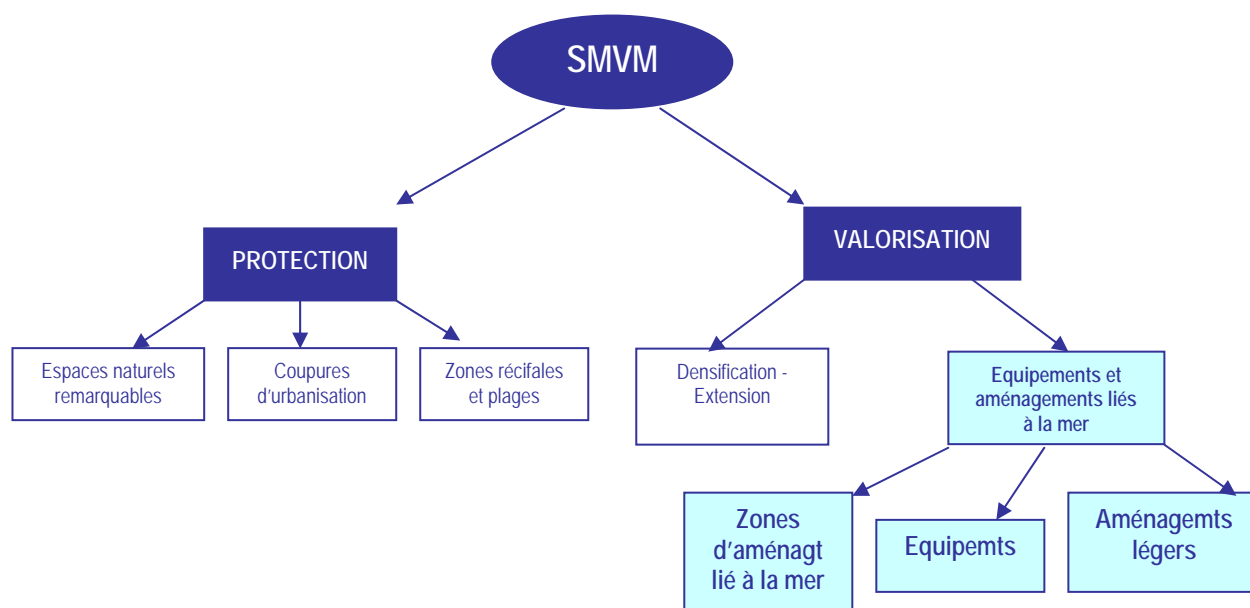 SMVM
PROTECTION
VALORISATION
Espaces naturels
remarquables
Coupures
d’urbanisation
Zones récifales
et plages
Densification -
Extension
Equipements et
aménagements liés
à la mer
Zones
d’aménagt
lié à la mer
Equipemts
Aménagemts
légers